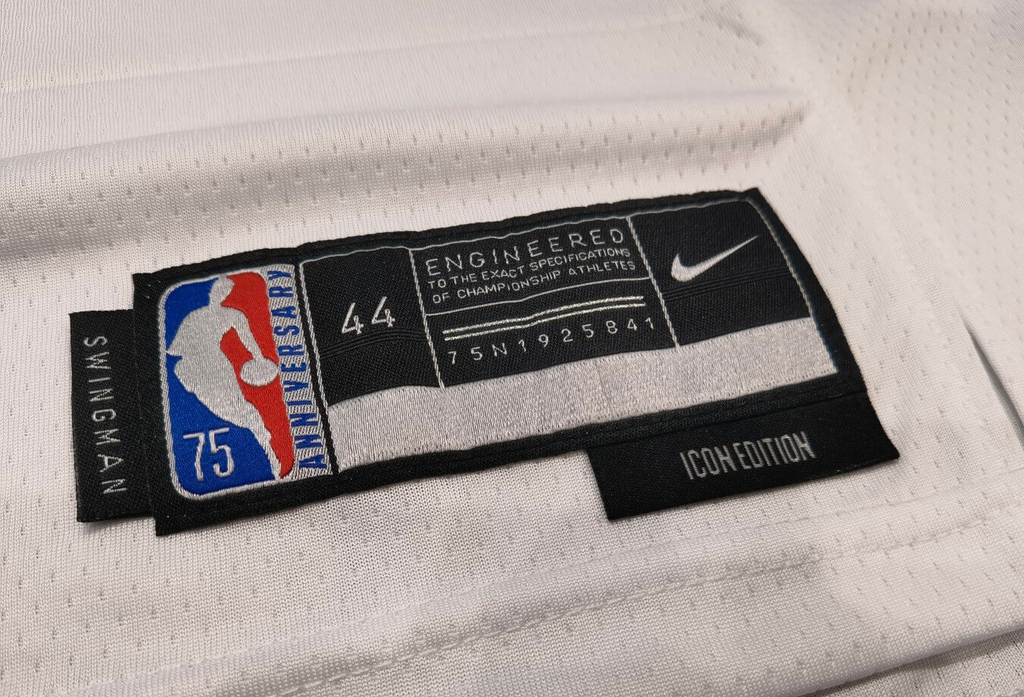 SWINGMAN
75
ANNIVERSARY
44
ENGINEERED
TO THE EXACT SPECIFICATIONS
OF CHAMPIONSHIP ATHLETES
75N1925841
ICON EDITION